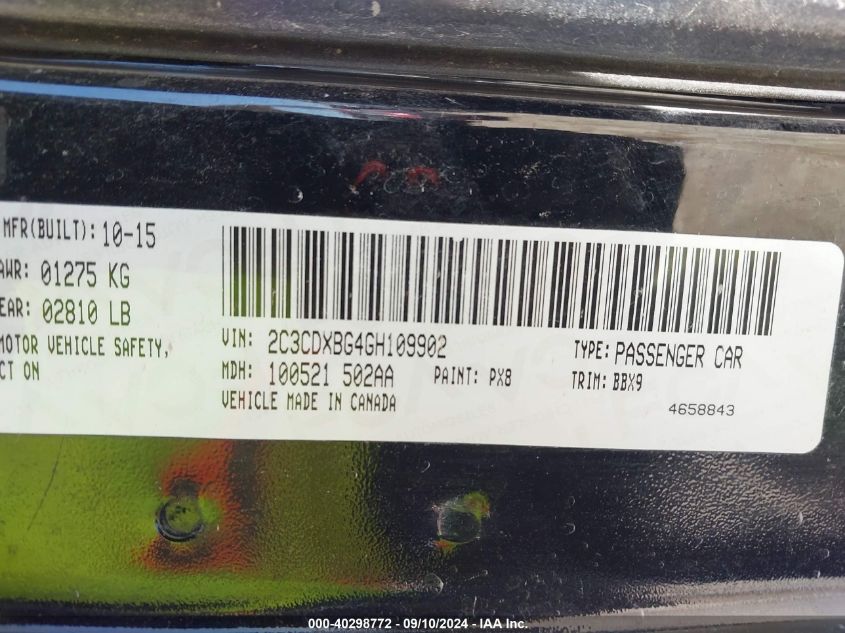 MFR(BUILT): 10-15
AWR: 01275 KG
EAR: 02810 LB
MOTOR VEHICLE SAFETY,
CT ON
VIN: 2C3CDXBG4GH109902
TYPE: PASSENGER CAR
MDH: 100521 502AA
PAINT: PX8
TRIM: BBX9
VEHICLE MADE IN CANADA
4658843
000-40298772 - 09/10/2024 - IAA Inc.